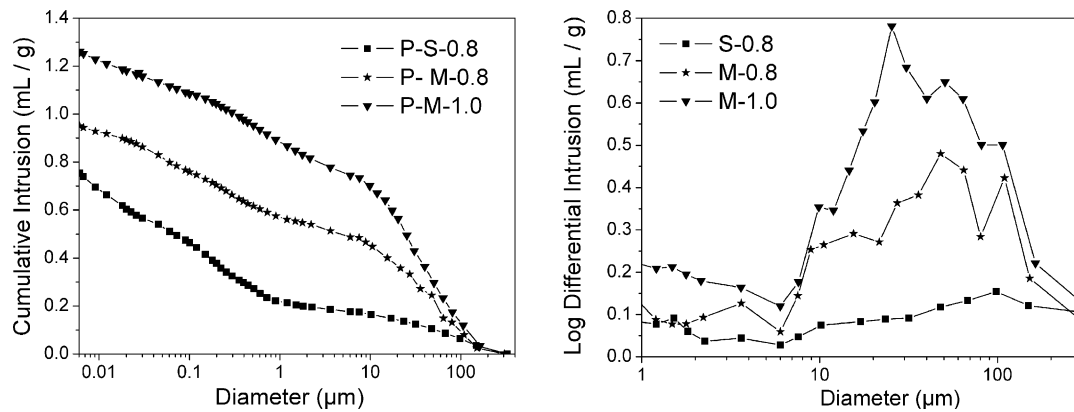 1.4
1.2
1.0
0.8
0.6
0.4
0.2
0.0
Cumulative Intrusion (mL / g)
P-S-0.8
P- M-0.8
P-M-1.0
0.01
0.1
1
10
100
Diameter (µm)
0.8
0.7
0.6
0.5
0.4
0.3
0.2
0.1
0.0
Log Differential Intrusion (mL / g)
S-0.8
M-0.8
M-1.0
1
10
100
Diameter (µm)